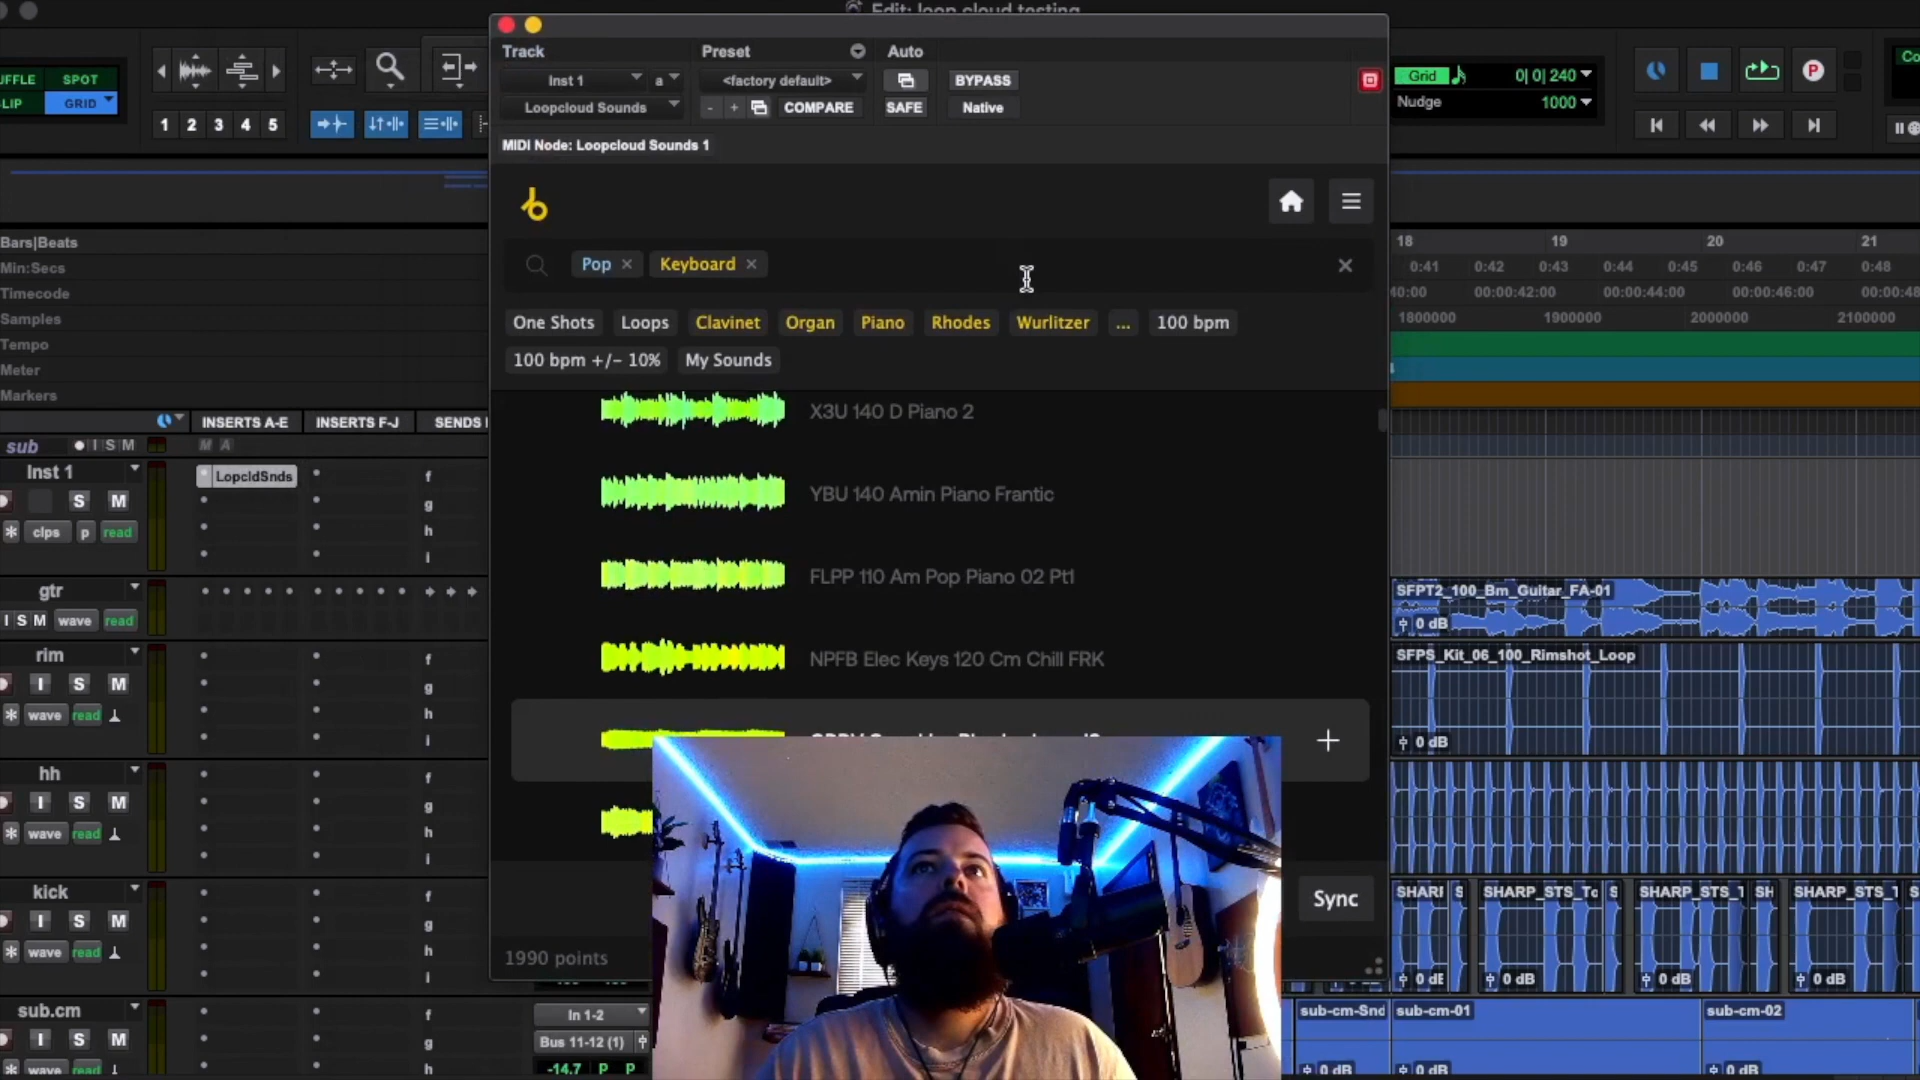 Edit: loop cloud testing
Track
Preset
Auto
Inst 1
a
<factory default>
BYPASS
Loopcloud Sounds
- +
COMPARE
SAFE
Native
MIDI Node: Loopcloud Sounds 1
UFFLE
SPOT
LIP
GRID
1 2 3 4 5
Grid
0| 0| 240
Nudge
1000
P
Co
Pop ×
Keyboard ×
One Shots
Loops
Clavinet
Organ
Piano
Rhodes
Wurlitzer
...
100 bpm
100 bpm +/- 10%
My Sounds
X3U 140 D Piano 2
YBU 140 Amin Piano Frantic
FLPP 110 Am Pop Piano 02 Pt1
NPFB Elec Keys 120 Cm Chill FRK
+
Sync
1990 points
Bars|Beats
Min:Secs
Timecode
Samples
Tempo
Meter
Markers
18 19 20 21
0:41 0:42 0:43 0:44 0:45 0:46 0:47 0:48
40:00 00:00:42:00 00:00:44:00 00:00:46:00 00:00:48
1800000 1900000 2000000 2100000
INSERTS A-E
INSERTS F-J
SENDS
sub
I S M
M A
Inst 1
LopcldSnds
S M
clps
p
read
f
g
h
i
gtr
I S M
wave
read
rim
I S M
wave
read
f
g
h
i
hh
I S M
wave
read
f
g
h
i
kick
I S M
wave
read
f
g
h
i
sub.cm
I S M
wave
read
f
g
h
In 1-2
Bus 11-12 (1)
-14.7 P P
SFPT2_100_Bm_Guitar_FA-01
0 dB
SFPS_Kit_06_100_Rimshot_Loop
0 dB
SHARI S SHARP_STS_To S SHARP_STS_1 SH SHARP_STS_1
0 dE 0 dB 0 dB 0 dB
sub-cm-Snd
sub-cm-01
sub-cm-02
0 dB 0 dB 0 dB